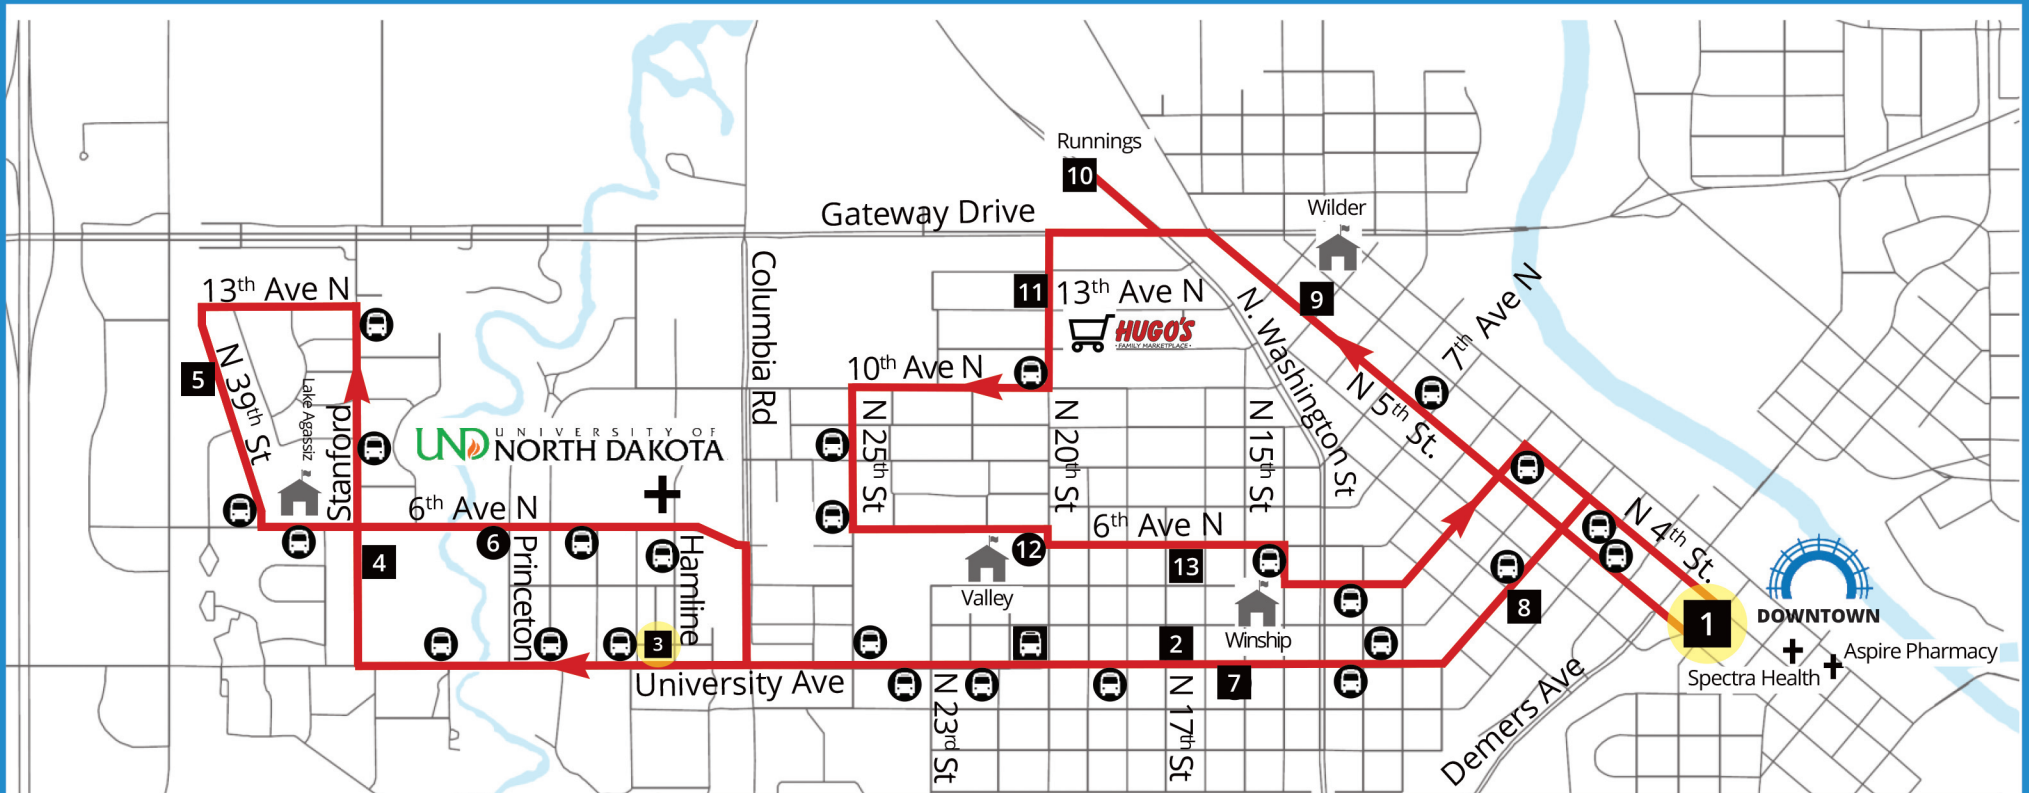 Runnings
10
Gateway Drive
Wilder
13th Ave N
11
13th Ave N
HUGO'S
FAMILY MARKETPLACE
9
7th Ave N
N. Washington St
Columbia Rd
5
N 39th St
Lake Agassiz
Stanford
10th Ave N
N 25th St
N 20th St
N 15th St
N 5th St.
UND UNIVERSITY OF
NORTH DAKOTA
6th Ave N
6
4
Princeton
Hamline
3
12
6th Ave N
13
Valley
Winship
2
7
8
N 4th St.
1
DOWNTOWN
Aspire Pharmacy
Spectra Health
University Ave
N 23rd St
N 17th St
Demers Ave